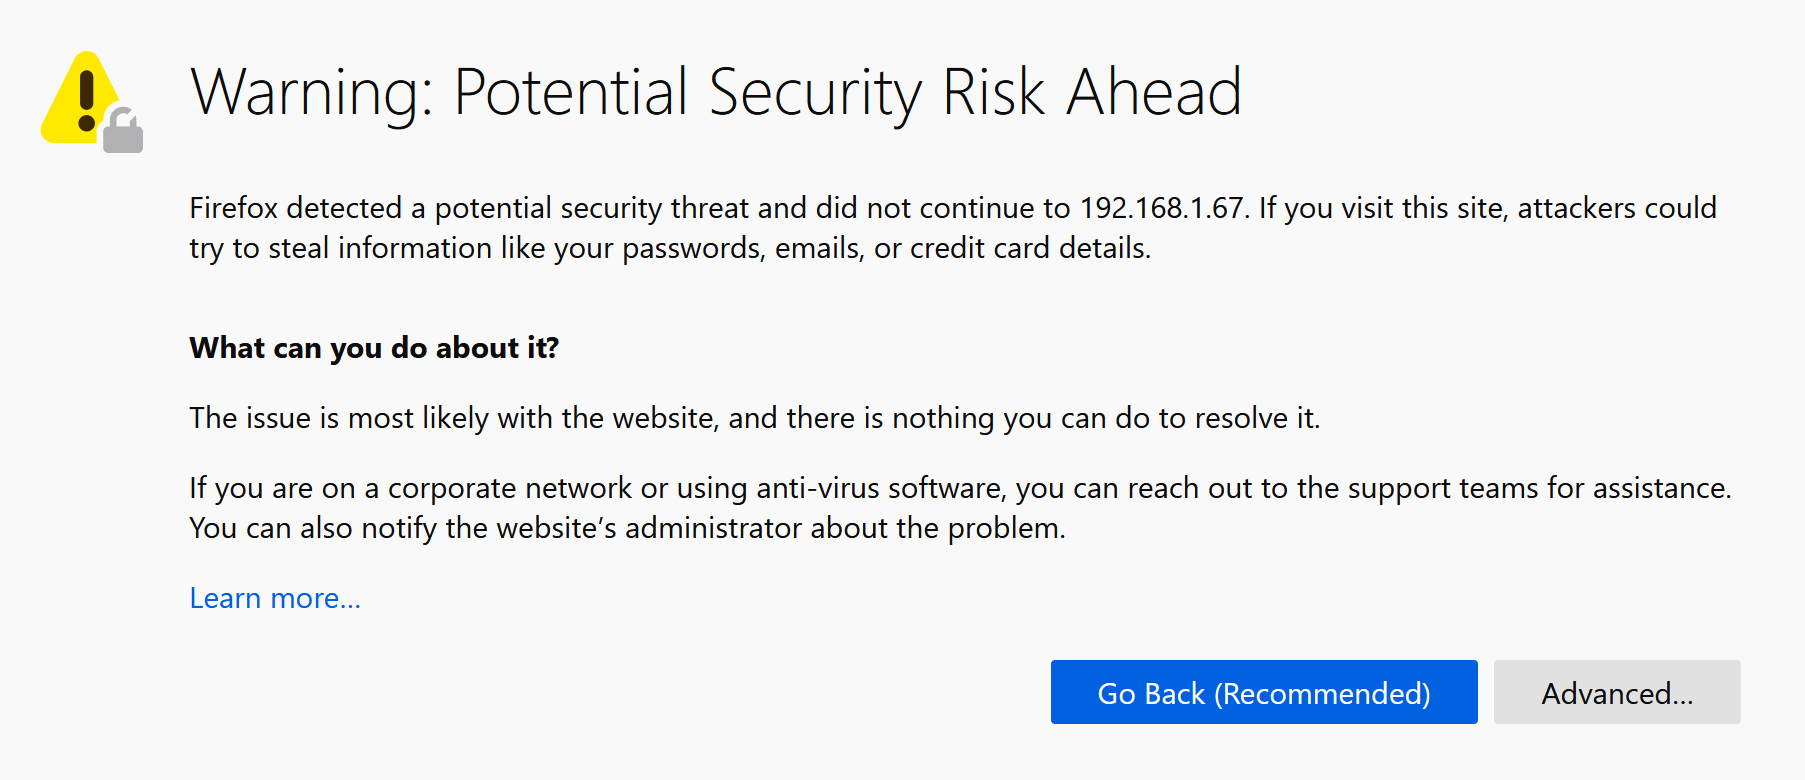 Warning: Potential Security Risk Ahead
Firefox detected a potential security threat and did not continue to 192.168.1.67. If you visit this site, attackers could
try to steal information like your passwords, emails, or credit card details.
What can you do about it?
The issue is most likely with the website, and there is nothing you can do to resolve it.
If you are on a corporate network or using anti-virus software, you can reach out to the support teams for assistance.
You can also notify the website’s administrator about the problem.
Learn more…
Go Back (Recommended)
Advanced…